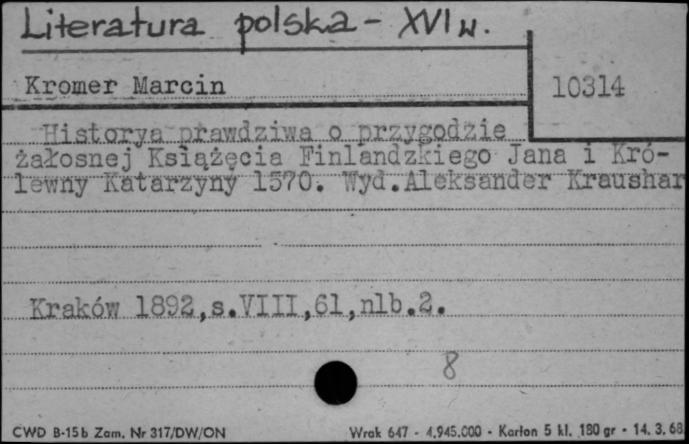 Literatura polska - XVI w.
Kromer Marcin
10314
Historya prawdziwa o przygodzie
żałosnej Książęcia Finlandzkiego Jana i Kró-
lewny Katarzyny 1570. Wyd.Aleksander Kraushar
Kraków 1892,s.VIII,61,nlb.2.
8
CWD B-15b Zam. Nr 317/DW/ON
Wrak 647 - 4.945.000 - Karton 5 kl. 180 gr - 14. 3. 68